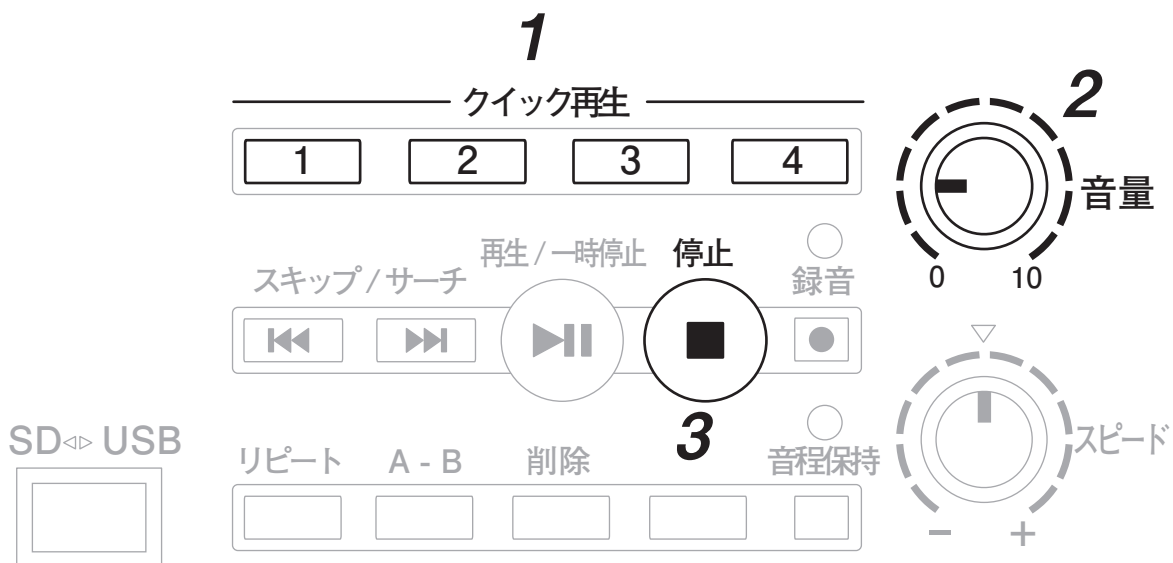 1
クイック再生
2
1 2 3 4
音量
0 10
再生 / 一時停止 停止
スキップ / サーチ 録音
3
SD◁▷USB
リピート A - B 削除 音程保持
スピード
− +